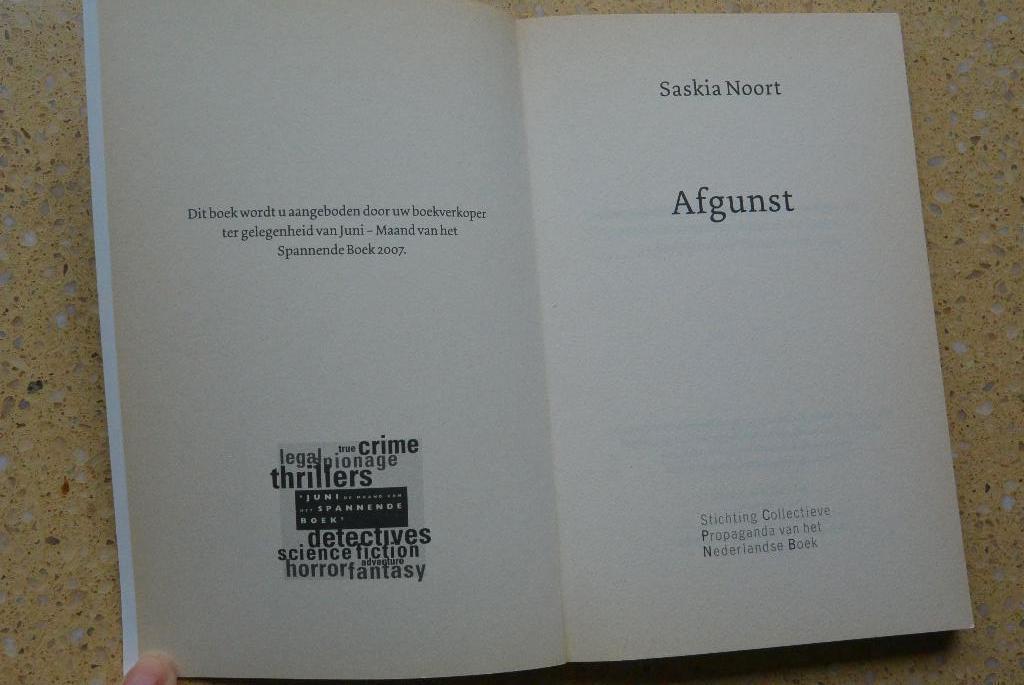 Dit boek wordt u aangeboden door uw boekverkoper
ter gelegenheid van Juni – Maand van het
Spannende Boek 2007.
true crime
legal pionage
thrillers
'JUNI DE MAAND VAN
HET SPANNENDE
BOEK'
detectives
science fiction
adventure
horror fantasy
Saskia Noort
Afgunst
Stichting Collectieve
Propaganda van het
Nederlandse Boek